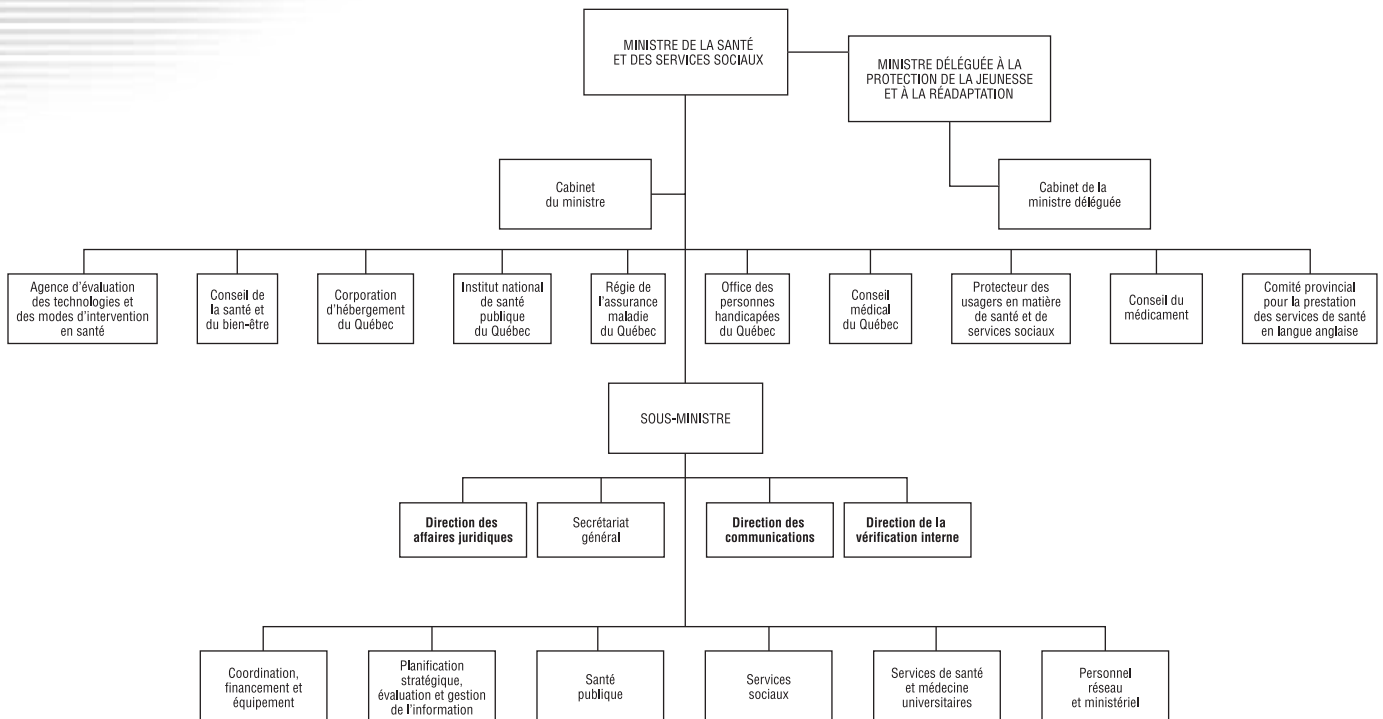 MINISTRE DE LA SANTÉ
ET DES SERVICES SOCIAUX
MINISTRE DÉLÉGUÉE À LA
PROTECTION DE LA JEUNESSE
ET À LA RÉADAPTATION
Cabinet
du ministre
Cabinet de la
ministre déléguée
Agence d'évaluation
des technologies et
des modes d'intervention
en santé
Conseil de
la santé et
du bien-être
Corporation
d'hébergement
du Québec
Institut national
de santé
publique
du Québec
Régie de
l'assurance
maladie
du Québec
Office des
personnes
handicapées
du Québec
Conseil
médical
du Québec
Protecteur des
usagers en matière
de santé et de
services sociaux
Conseil du
médicament
Comité provincial
pour la prestation
des services de santé
en langue anglaise
SOUS-MINISTRE
Direction des
affaires juridiques
Secrétariat
général
Direction des
communications
Direction de la
vérification interne
Coordination,
financement et
équipement
Planification
stratégique,
évaluation et gestion
de l'information
Santé
publique
Services
sociaux
Services de santé
et médecine
universitaires
Personnel
réseau
et ministériel